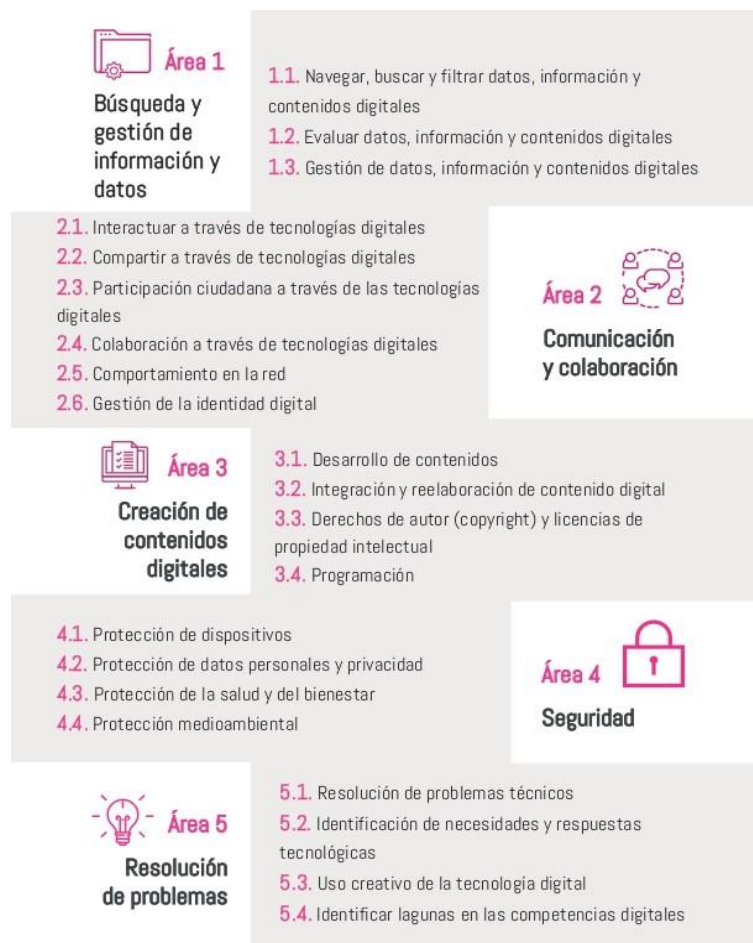 Área 1
Búsqueda y
gestión de
información y
datos
1.1. Navegar, buscar y filtrar datos, información y
contenidos digitales
1.2. Evaluar datos, información y contenidos digitales
1.3. Gestión de datos, información y contenidos digitales
2.1. Interactuar a través de tecnologías digitales
2.2. Compartir a través de tecnologías digitales
2.3. Participación ciudadana a través de las tecnologías
digitales
2.4. Colaboración a través de tecnologías digitales
2.5. Comportamiento en la red
2.6. Gestión de la identidad digital
Área 2
Comunicación
y colaboración
Área 3
Creación de
contenidos
digitales
3.1. Desarrollo de contenidos
3.2. Integración y reelaboración de contenido digital
3.3. Derechos de autor (copyright) y licencias de
propiedad intelectual
3.4. Programación
4.1. Protección de dispositivos
4.2. Protección de datos personales y privacidad
4.3. Protección de la salud y del bienestar
4.4. Protección medioambiental
Área 4
Seguridad
Área 5
Resolución
de problemas
5.1. Resolución de problemas técnicos
5.2. Identificación de necesidades y respuestas
tecnológicas
5.3. Uso creativo de la tecnología digital
5.4. Identificar lagunas en las competencias digitales